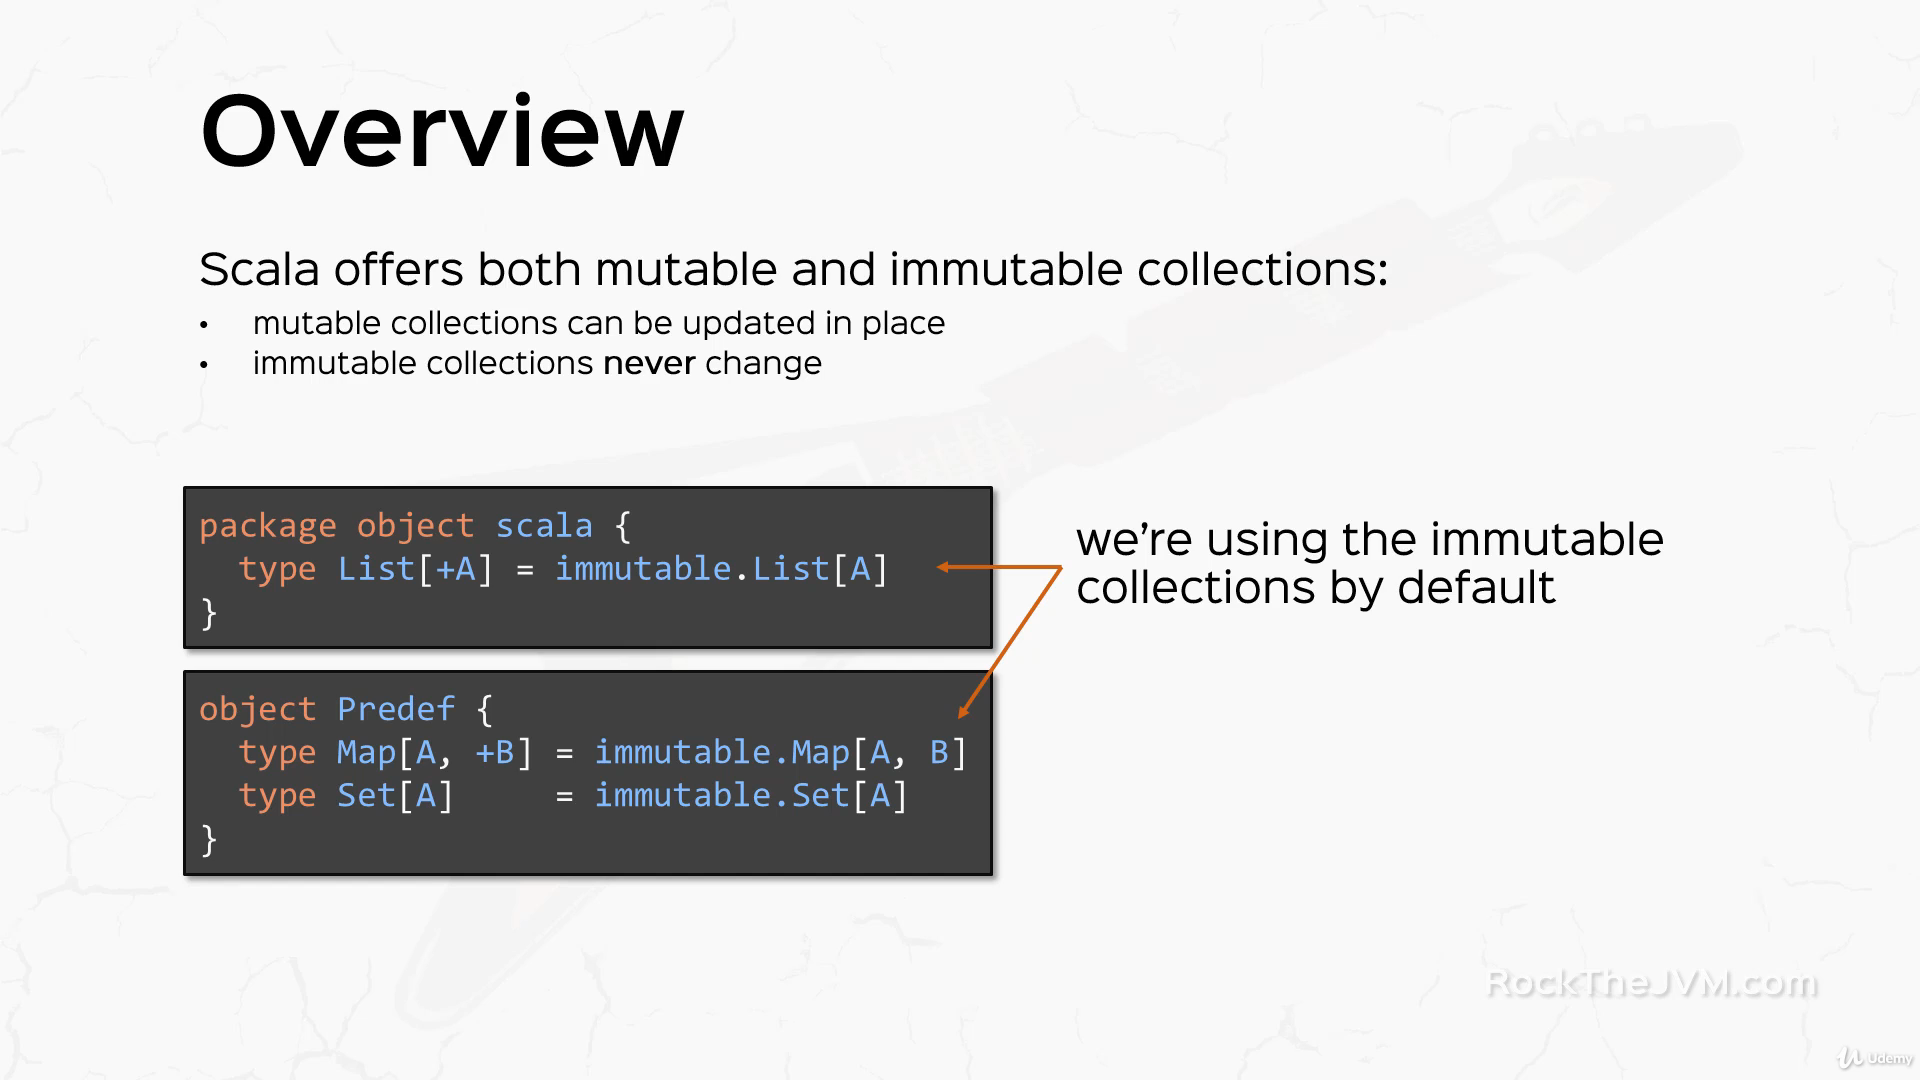 Overview
Scala offers both mutable and immutable collections:
• mutable collections can be updated in place
• immutable collections never change
package object scala {
  type List[+A] = immutable.List[A]
}
we’re using the immutable
collections by default
object Predef {
  type Map[A, +B] = immutable.Map[A, B]
  type Set[A]     = immutable.Set[A]
}
RockTheJVM.com
Udemy